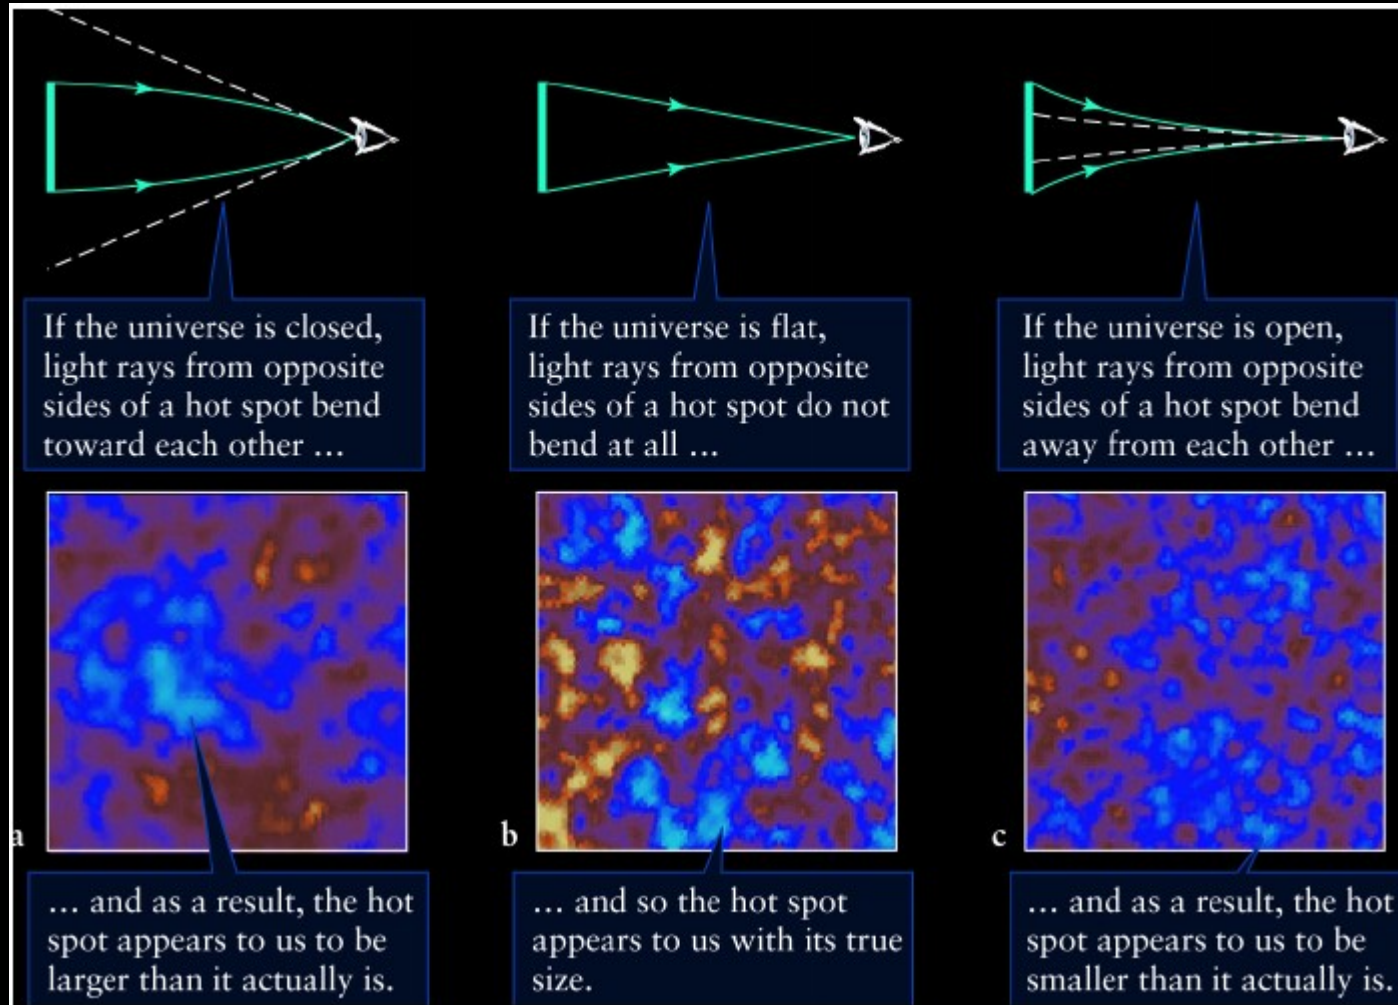 If the universe is closed,
light rays from opposite
sides of a hot spot bend
toward each other ...
If the universe is flat,
light rays from opposite
sides of a hot spot do not
bend at all ...
If the universe is open,
light rays from opposite
sides of a hot spot bend
away from each other ...
a
b
c
... and as a result, the hot
spot appears to us to be
larger than it actually is.
... and so the hot spot
appears to us with its true
size.
... and as a result, the hot
spot appears to us to be
smaller than it actually is.